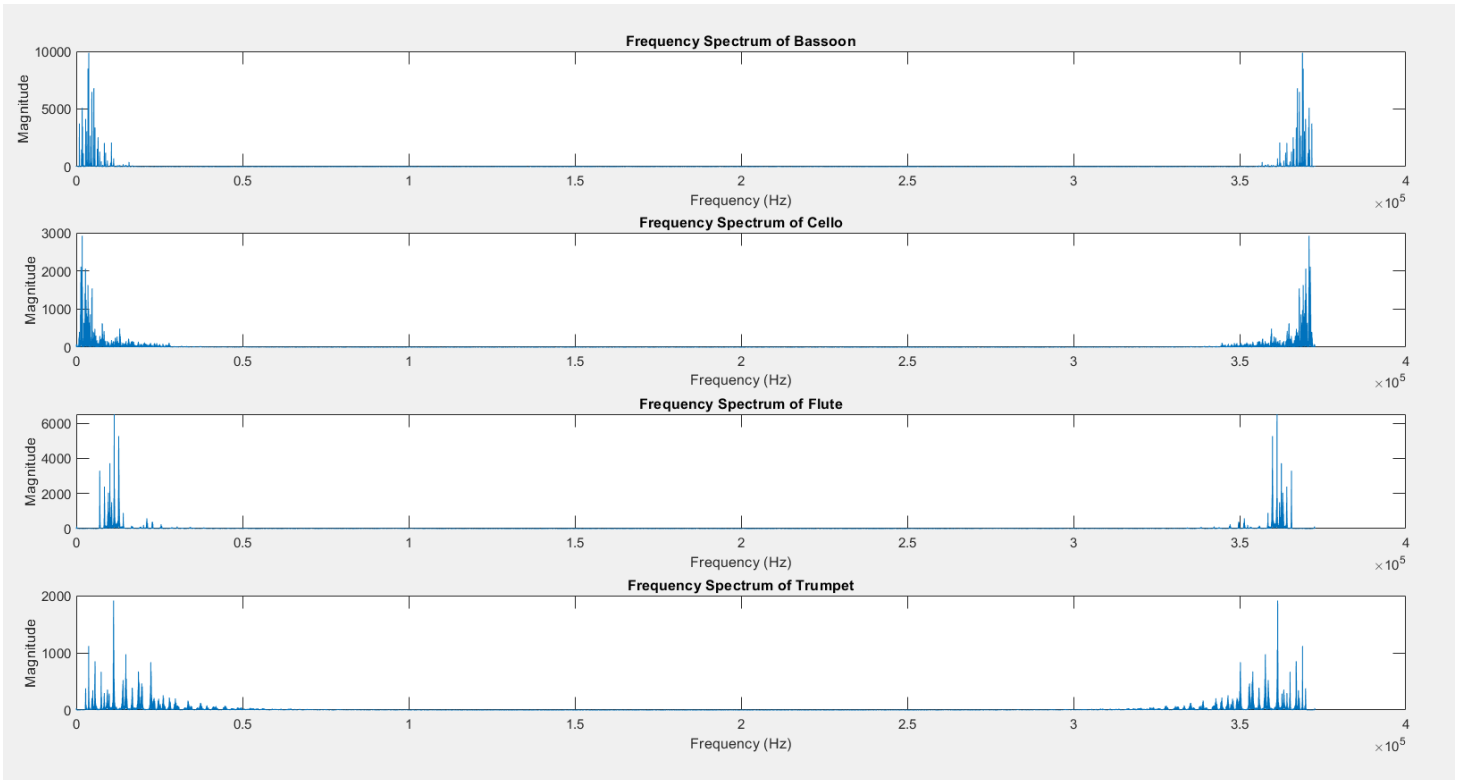 Frequency Spectrum of Bassoon
10000
5000
0
Magnitude
0 0.5 1 1.5 2 2.5 3 3.5 4
Frequency (Hz)
×10^5
Frequency Spectrum of Cello
3000
2000
1000
0
Magnitude
0 0.5 1 1.5 2 2.5 3 3.5 4
Frequency (Hz)
×10^5
Frequency Spectrum of Flute
6000
4000
2000
0
Magnitude
0 0.5 1 1.5 2 2.5 3 3.5 4
Frequency (Hz)
×10^5
Frequency Spectrum of Trumpet
2000
1000
0
Magnitude
0 0.5 1 1.5 2 2.5 3 3.5 4
Frequency (Hz)
×10^5